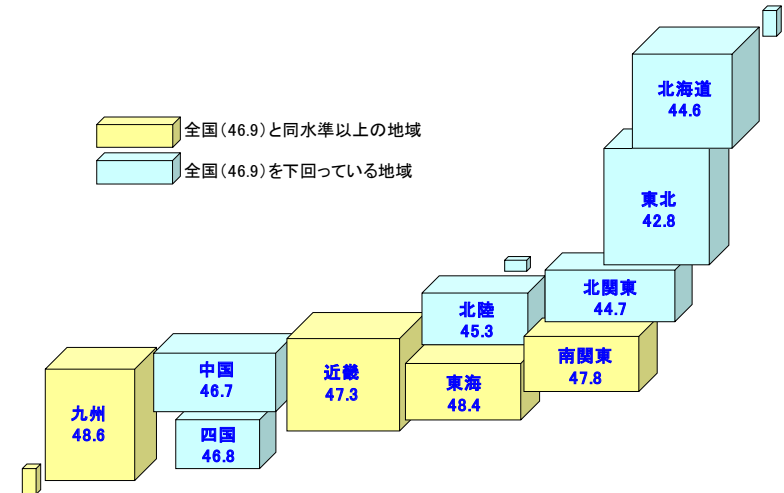 北海道
44.6
全国(46.9)と同水準以上の地域
全国(46.9)を下回っている地域
東北
42.8
北関東
44.7
北陸
45.3
南関東
47.8
中国
46.7
近畿
47.3
東海
48.4
九州
48.6
四国
46.8